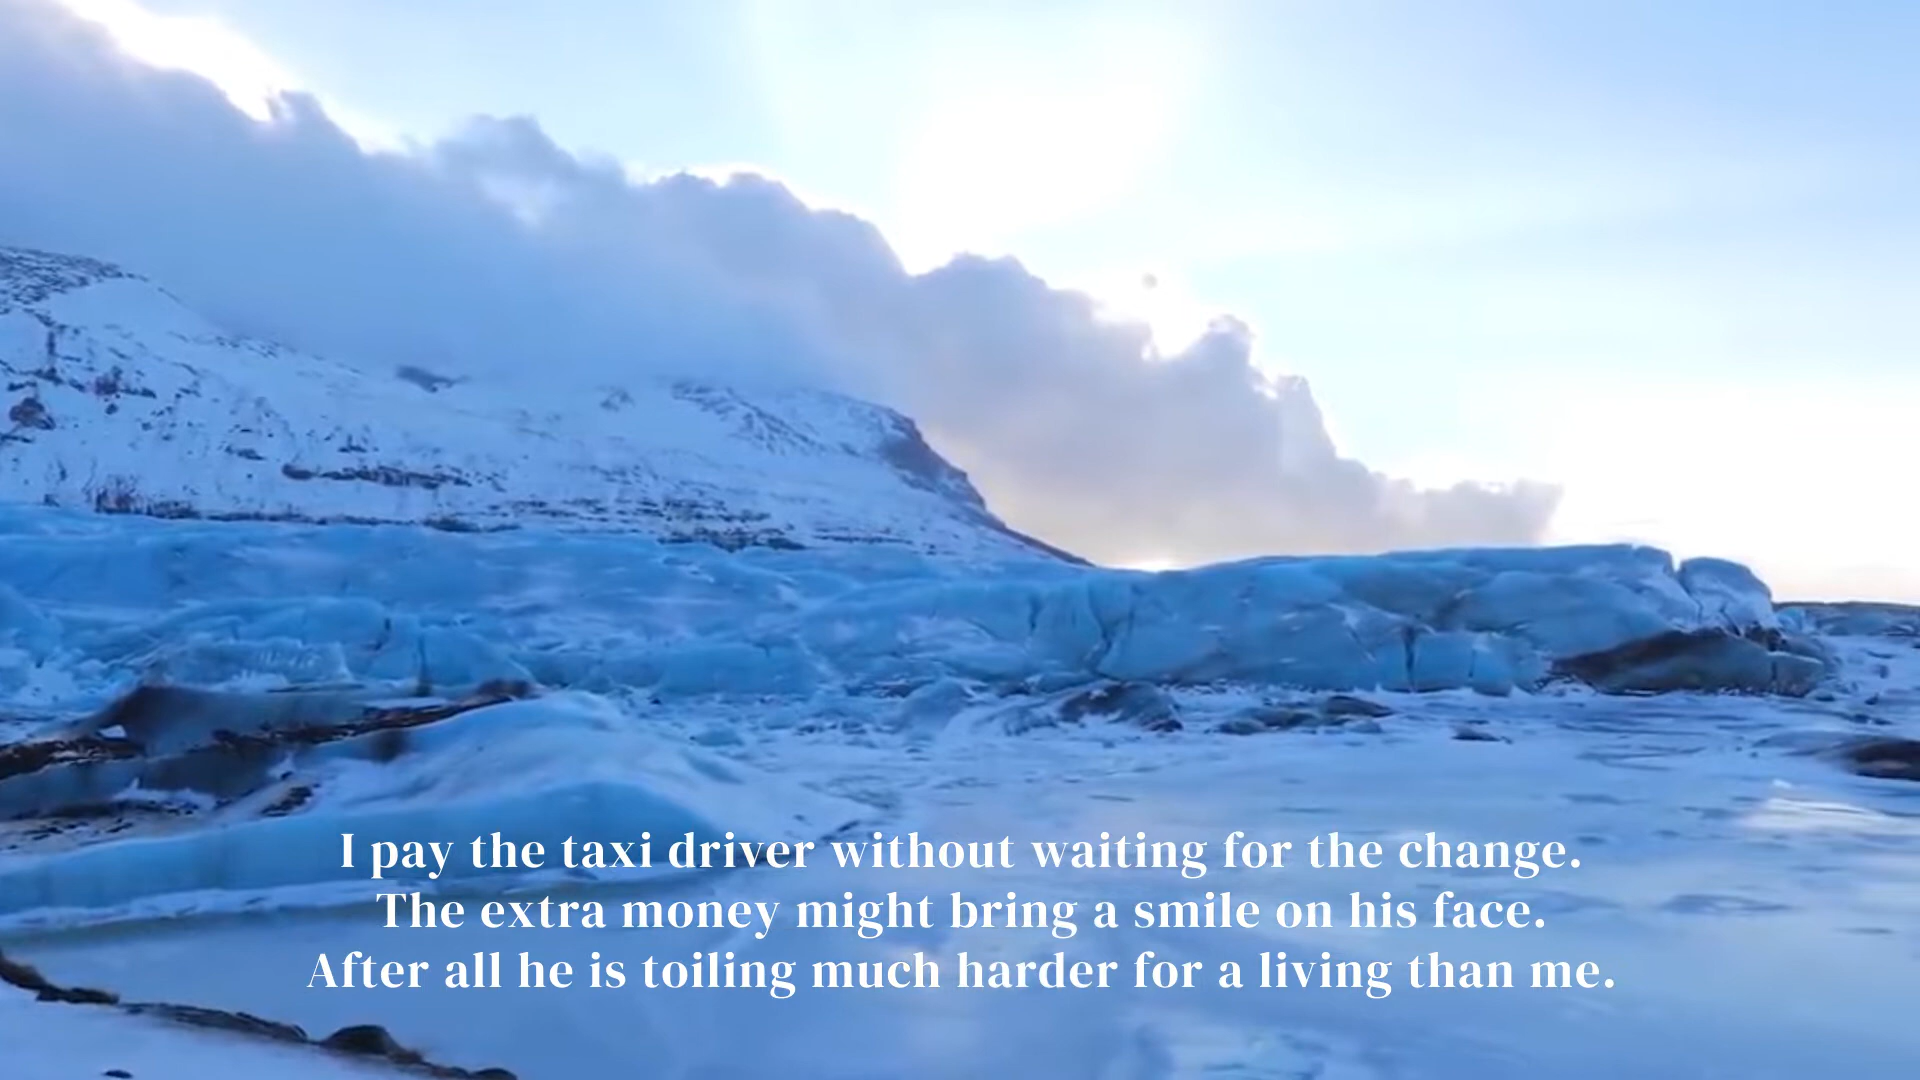 I pay the taxi driver without waiting for the change.
The extra money might bring a smile on his face.
After all he is toiling much harder for a living than me.